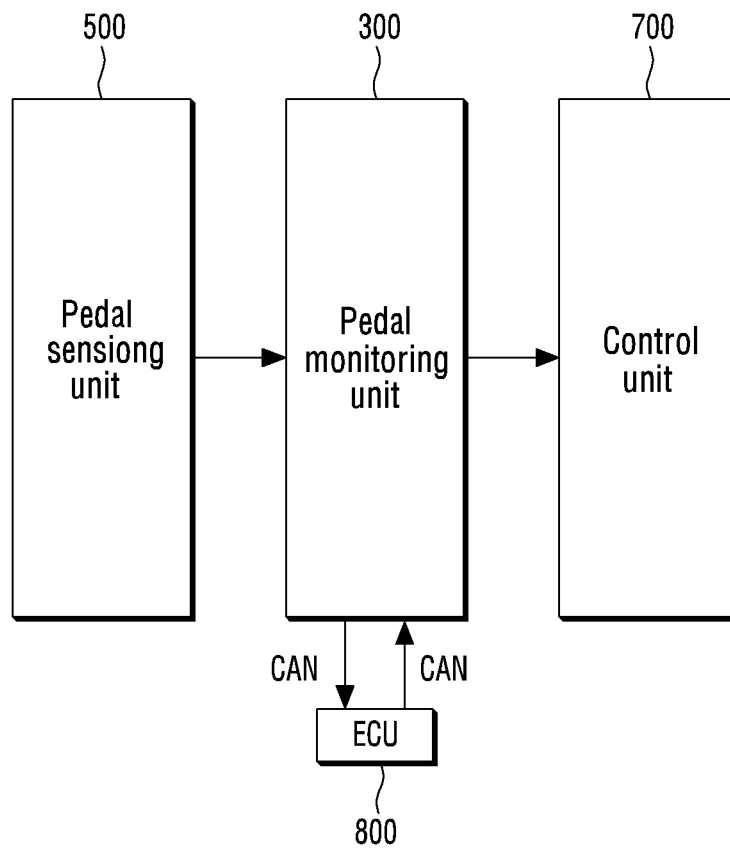 500
300
700
Pedal
sensiong
unit
Pedal
monitoring
unit
Control
unit
CAN
CAN
ECU
800